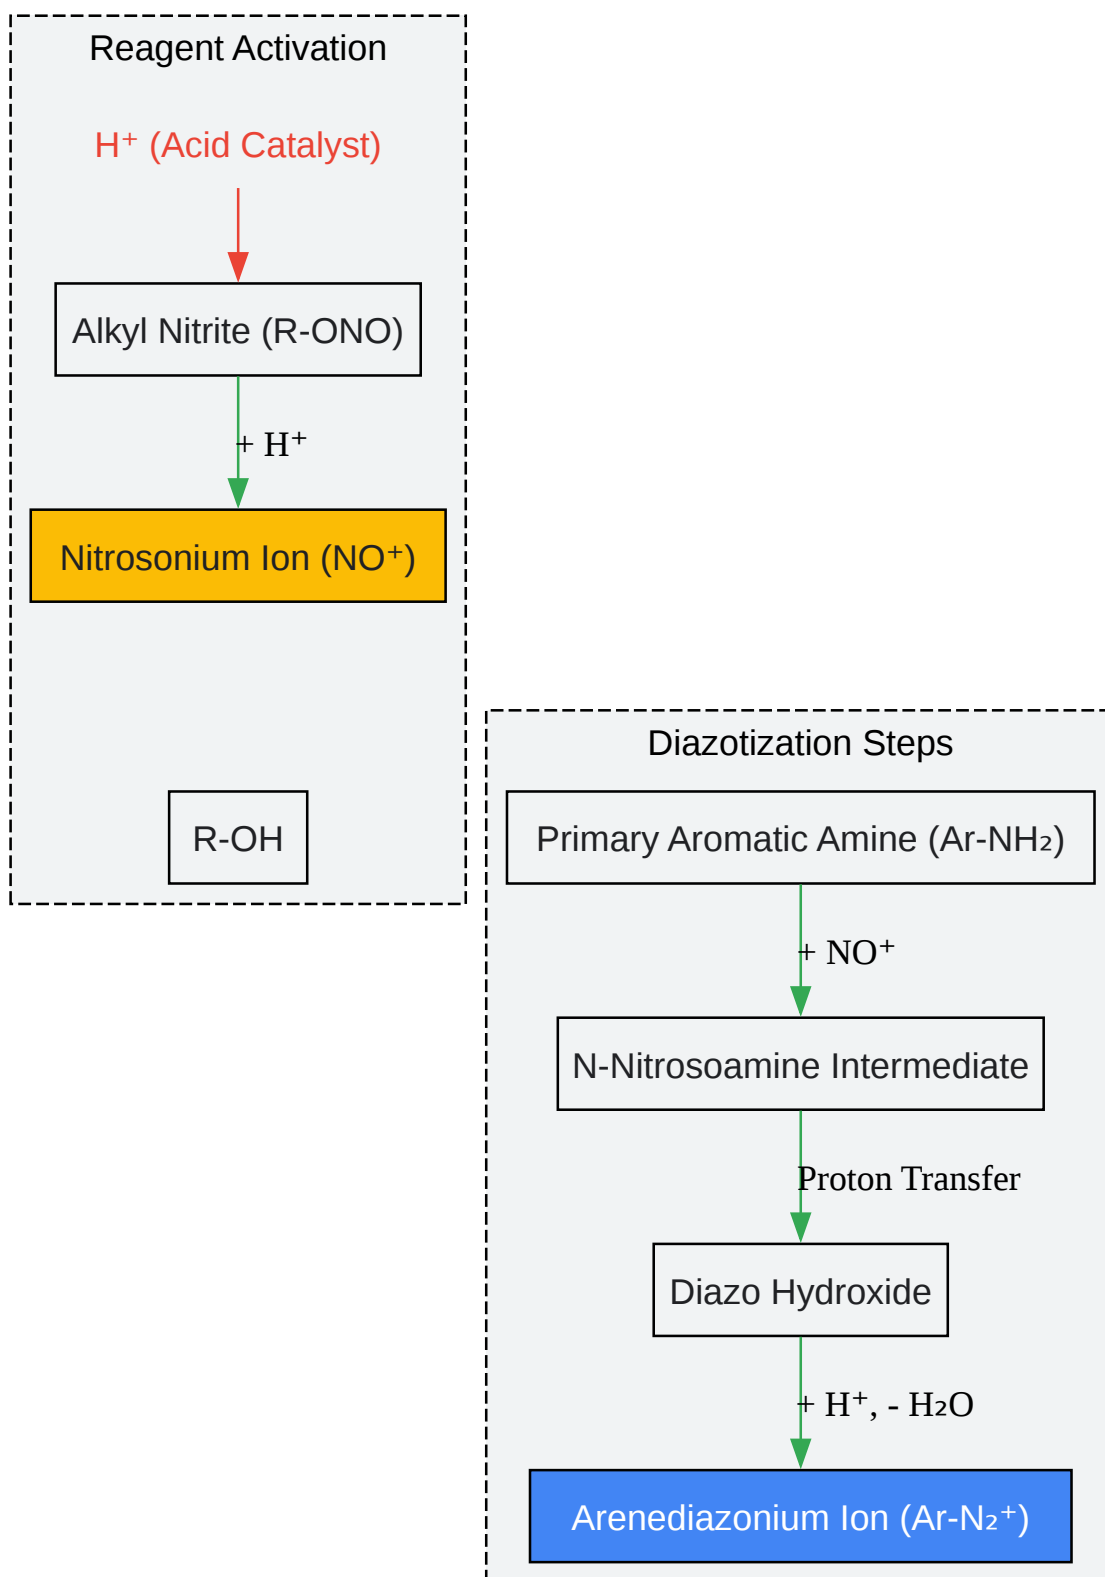 Reagent Activation
H⁺ (Acid Catalyst)
Alkyl Nitrite (R-ONO)
+ H⁺
Nitrosonium Ion (NO⁺)
R-OH
Diazotization Steps
Primary Aromatic Amine (Ar-NH₂)
+ NO⁺
N-Nitrosoamine Intermediate
Proton Transfer
Diazo Hydroxide
+ H⁺, - H₂O
Arenediazonium Ion (Ar-N₂⁺)